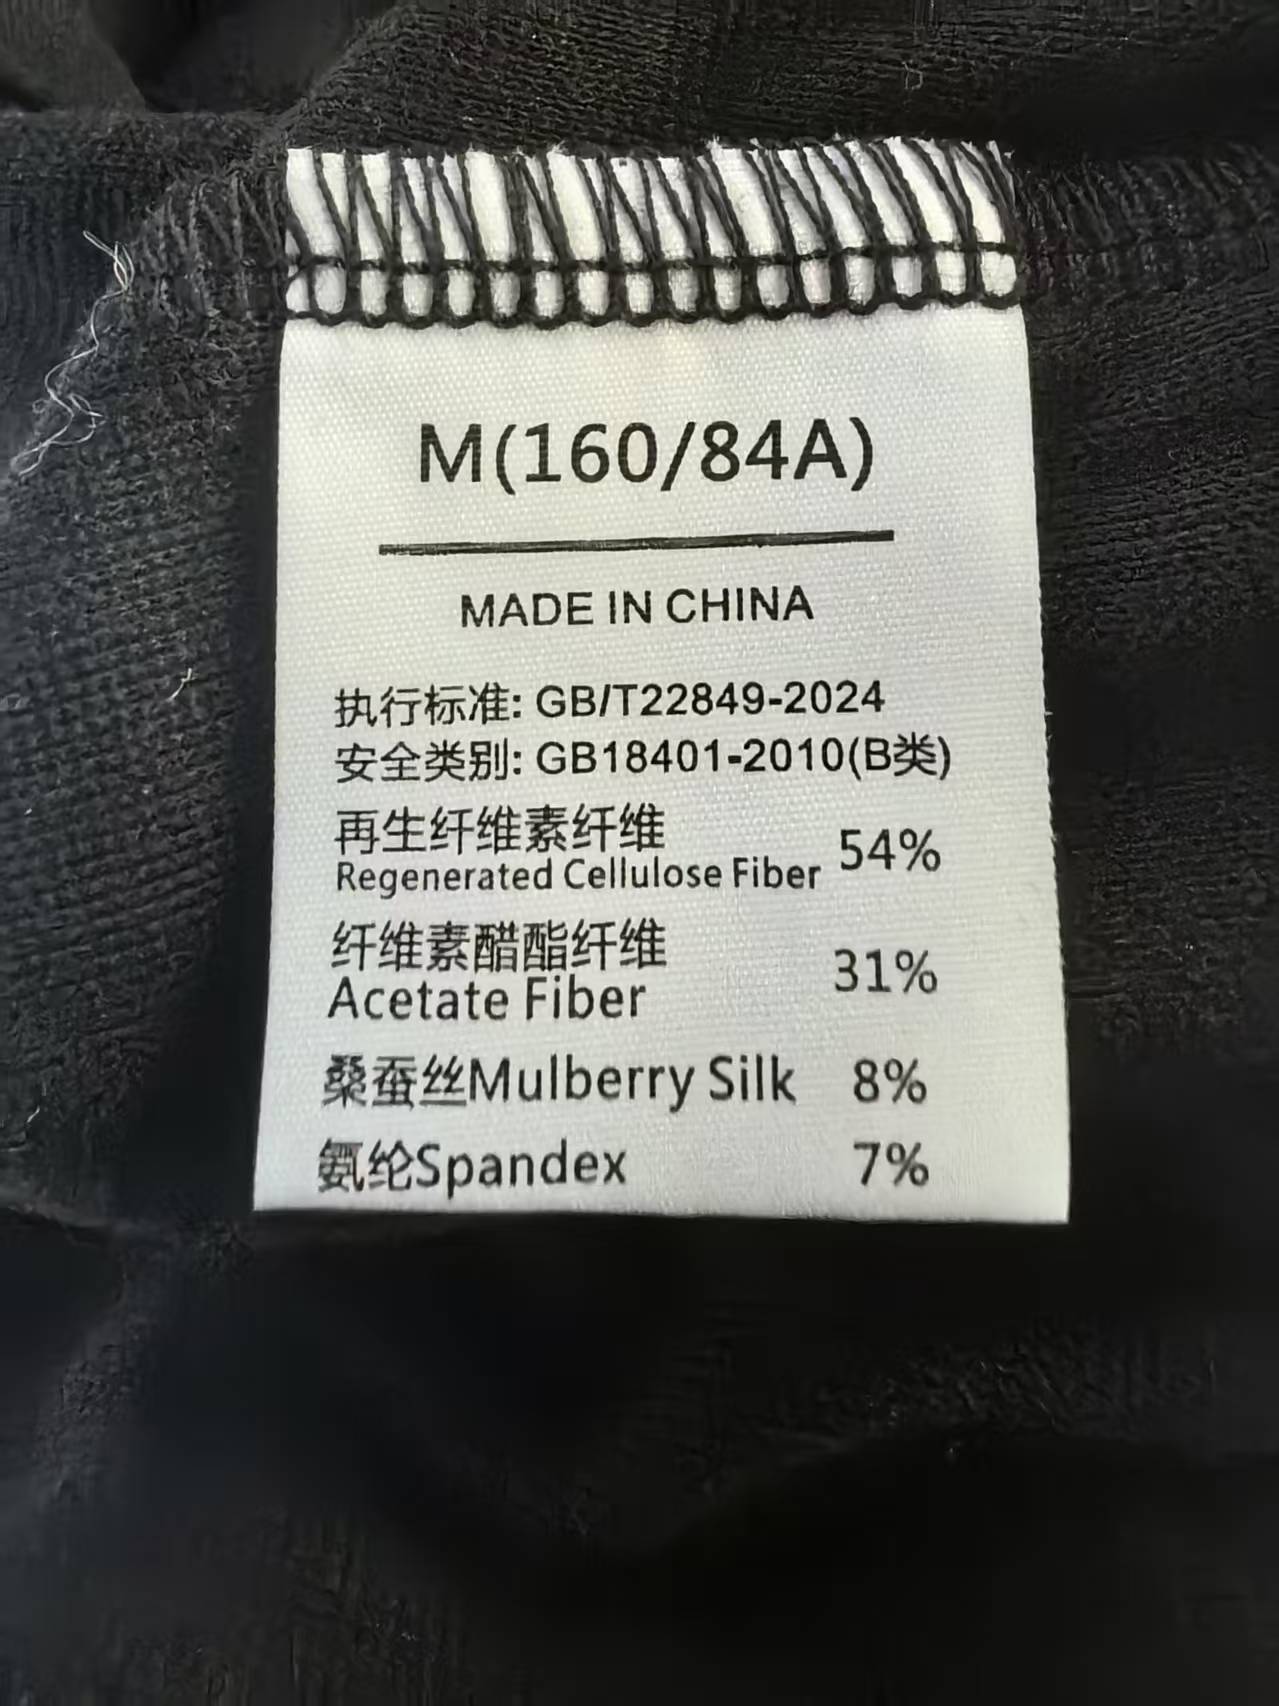 M(160/84A)
MADE IN CHINA
执行标准: GB/T22849-2024
安全类别: GB18401-2010(B类)
再生纤维素纤维
Regenerated Cellulose Fiber 54%
纤维素醋酯纤维
Acetate Fiber 31%
桑蚕丝Mulberry Silk 8%
氨纶Spandex 7%